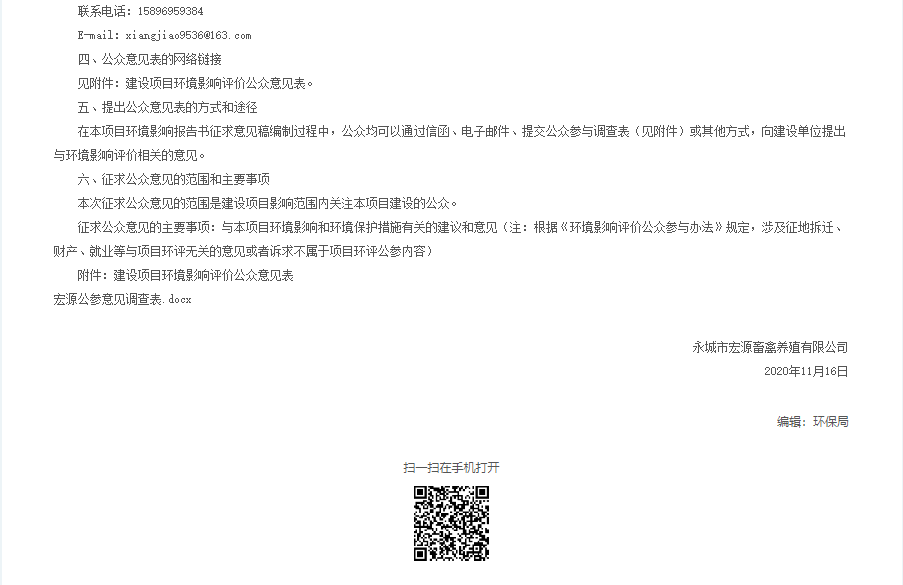 联系电话：15896959384
E-mail：xiangjiao9536@163.com
四、公众意见表的网络链接
见附件：建设项目环境影响评价公众意见表。
五、提出公众意见表的方式和途径
在本项目环境影响报告书征求意见稿编制过程中，公众均可以通过信函、电子邮件、提交公众参与调查表（见附件）或其他方式，向建设单位提出
与环境影响评价相关的意见。
六、征求公众意见的范围和主要事项
本次征求公众意见的范围是建设项目影响范围内关注本项目建设的公众。
征求公众意见的主要事项：与本项目环境影响和环境保护措施有关的建议和意见（注：根据《环境影响评价公众参与办法》规定，涉及征地拆迁、
财产、就业等与项目环评无关的意见或者诉求不属于项目环评公参内容）
附件：建设项目环境影响评价公众意见表
宏源公参意见调查表.docx
永城市宏源畜禽养殖有限公司
2020年11月16日
编辑：环保局
扫一扫在手机打开